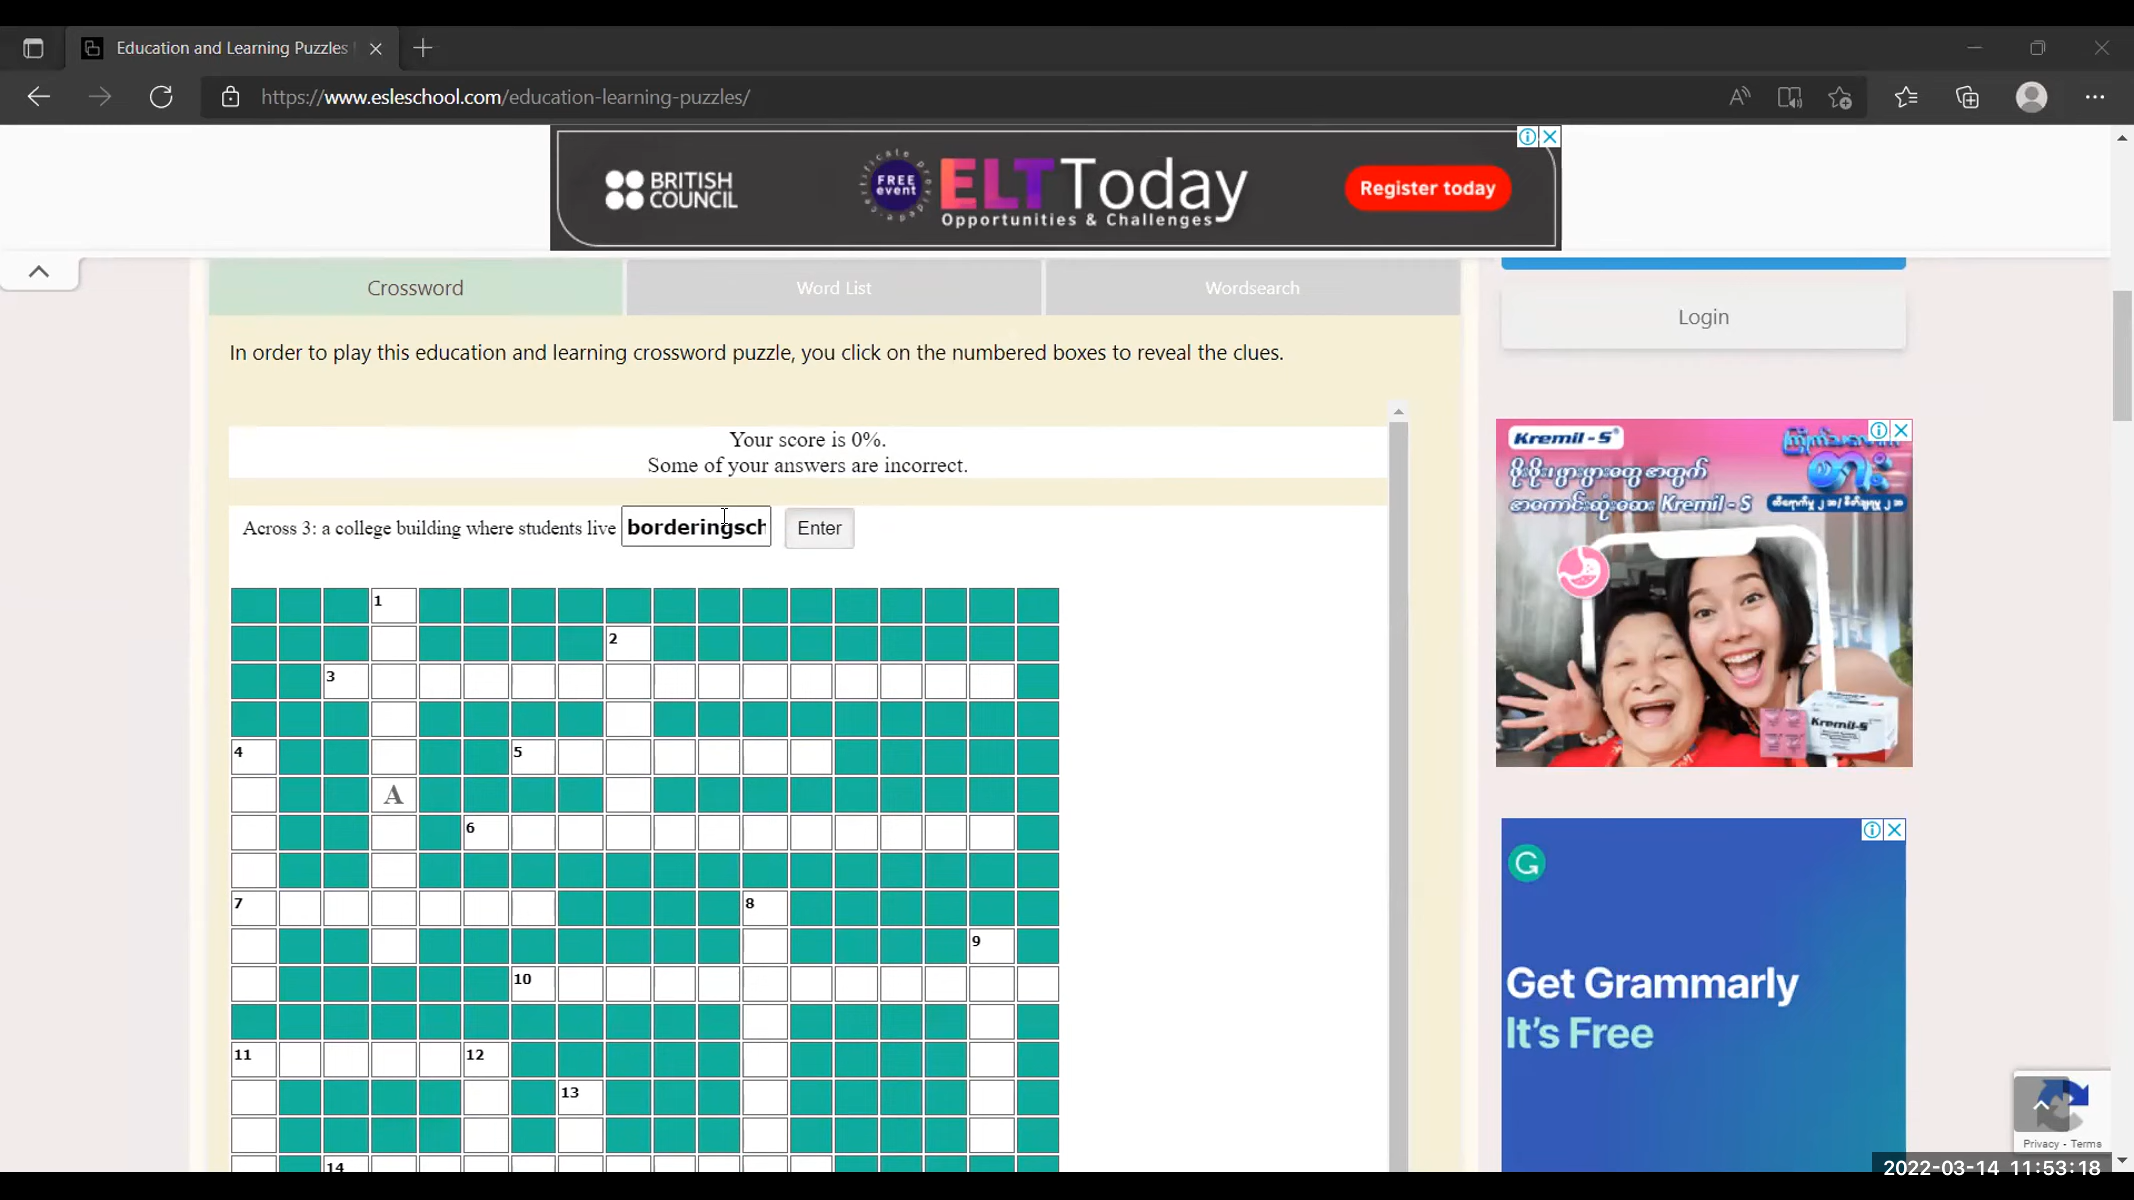 Education and Learning Puzzles
https://www.esleschool.com/education-learning-puzzles/
BRITISH
COUNCIL
FREE
event
ELT Today
Opportunities & Challenges
Register today
Crossword
Word List
Wordsearch
Login
In order to play this education and learning crossword puzzle, you click on the numbered boxes to reveal the clues.
Your score is 0%.
Some of your answers are incorrect.
Across 3: a college building where students live
borderingsch
Enter
1
2
3
4
5
A
6
7
8
9
10
11
12
13
14
Kremil-S
Kremil-S
Get Grammarly
It's Free
Privacy - Terms
2022-03-14 11:53:18